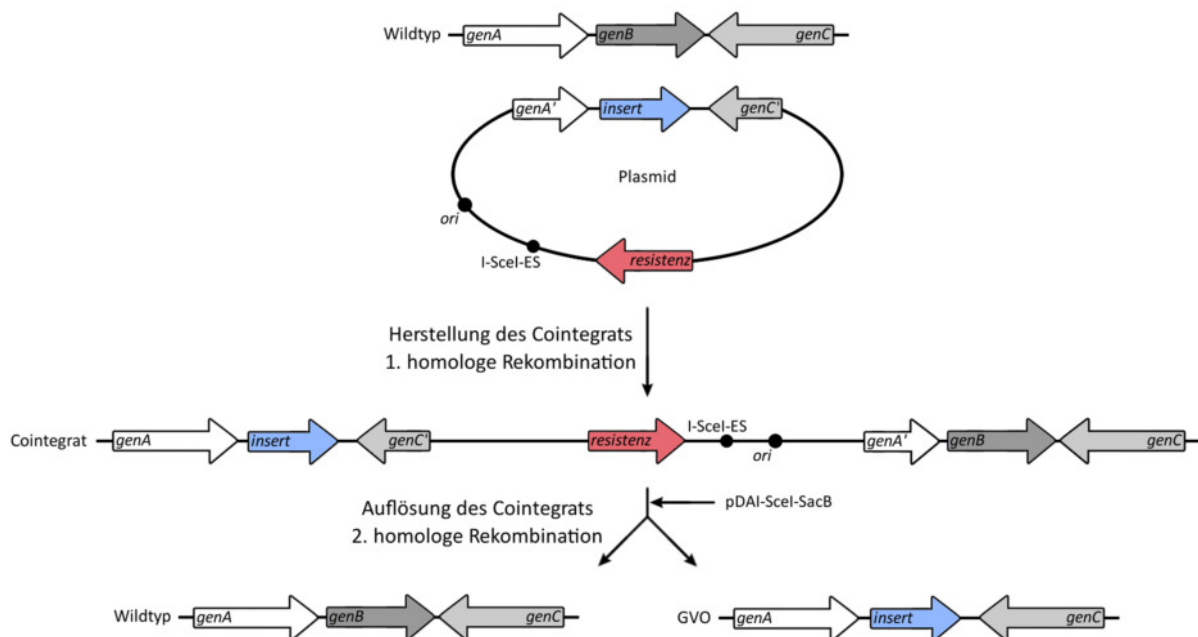 Wildtyp genA genB genC
genA' insert genC'
Plasmid
ori
I-SceI-ES
resistenz
Herstellung des Cointegrats
1. homologe Rekombination
Cointegrat genA insert genC' resistenz I-SceI-ES ori genA' genB genC
Auflösung des Cointegrats
2. homologe Rekombination
pDAI-SceI-SacB
Wildtyp genA genB genC
GVO genA insert genC